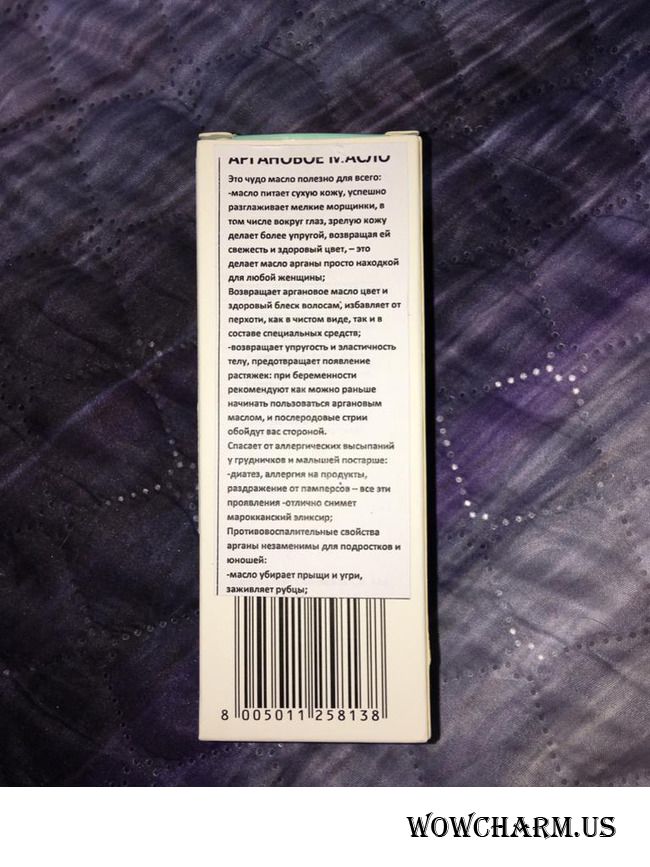 АРГАНОВОЕ МАСЛО
Это чудо масло полезно для всего:
-масло питает сухую кожу, успешно
разглаживает мелкие морщинки, в
том числе вокруг глаз, зрелую кожу
делает более упругой, возвращая ей
свежесть и здоровый цвет, – это
делает масло арганы просто находкой
для любой женщины;
Возвращает аргановое масло цвет и
здоровый блеск волосам, избавляет от
перхоти, как в чистом виде, так и в
составе специальных средств;
-возвращает упругость и эластичность
телу, предотвращает появление
растяжек: при беременности
рекомендуют как можно раньше
начинать пользоваться аргановым
маслом, и послеродовые стрии
обойдут вас стороной.
Спасает от аллергических высыпаний
у грудничков и малышей постарше:
-диатез, аллергия на продукты,
раздражение от памперсов – все эти
проявления -отлично снимет
марокканский эликсир;
Противовоспалительные свойства
арганы незаменимы для подростков и
юношей:
-масло убирает прыщи и угри,
заживляет рубцы;
8 005011 258138
WOWCHARM.US